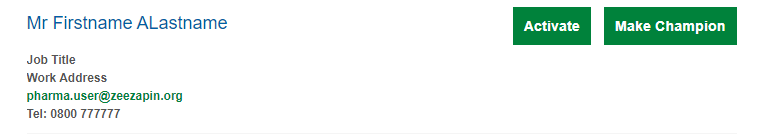 Mr Firstname ALastname
Activate
Make Champion
Job Title
Work Address
pharma.user@zeezapin.org
Tel: 0800 777777